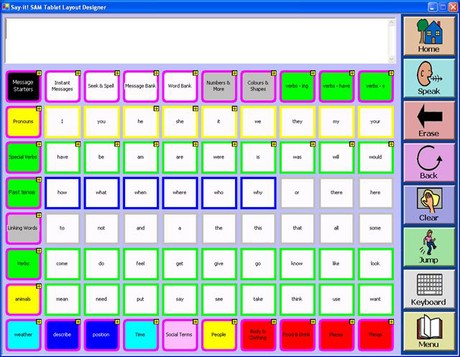 Say-it! SAM Tablet Layout Designer
Message Starters Instant Messages Seek & Spell Message Bank Word Bank Numbers & More Colours & Shapes verbs - ing verbs - have verbs - s
Pronouns I you he she it we they my your
Special Verbs have be am are were is was will would
Past Tense how what when where who why or there here
Linking Words to not and a the this that all some
Verbs come do feel get give go know like look
animals mean need put say see take think use want
weather describe position Time Social Terms People Body & Clothing Food & Drink Places Things
Home
Speak
Erase
Back
Clear
Jump
Keyboard
Menu